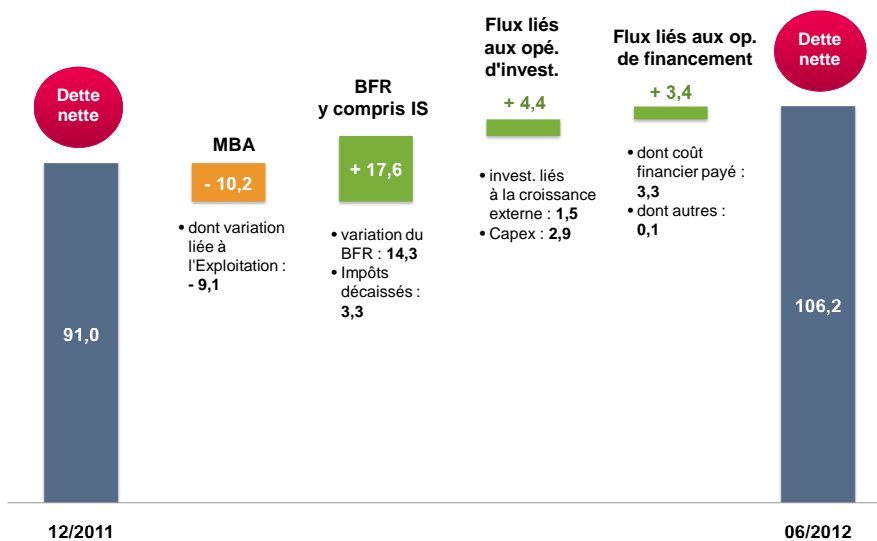 Dette
nette
91,0
12/2011
MBA
- 10,2
• dont variation
liée à
l'Exploitation :
- 9,1
BFR
y compris IS
+ 17,6
• variation du
BFR : 14,3
• Impôts
décaissés :
3,3
Flux liés
aux opé.
d'invest.
+ 4,4
• invest. liés
à la croissance
externe : 1,5
• Capex : 2,9
Flux liés aux op.
de financement
+ 3,4
• dont coût
financier payé :
3,3
• dont autres :
0,1
Dette
nette
106,2
06/2012